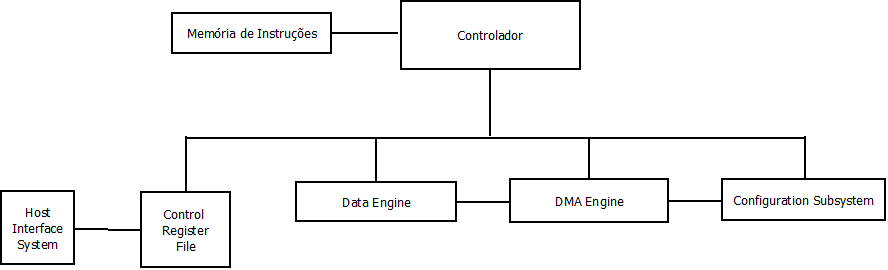 Memória de Instruções
Controlador
Host
Interface
System
Control
Register
File
Data Engine
DMA Engine
Configuration Subsystem